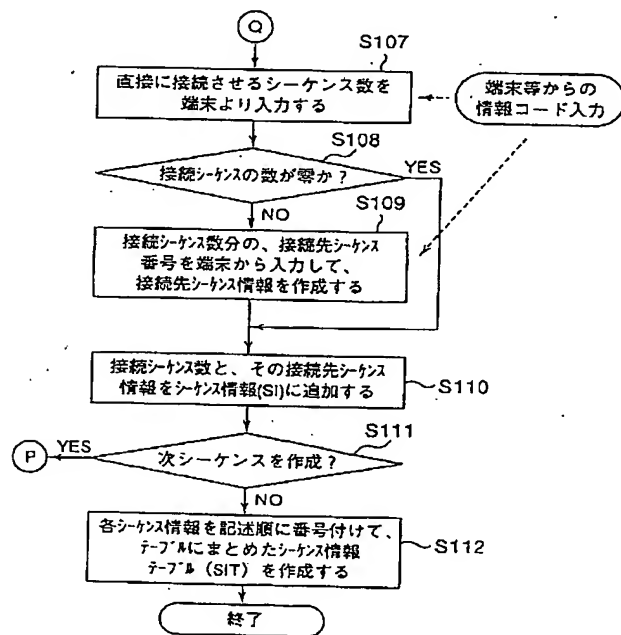 Q
S107
直接に接続させるシーケンス数を
端末より入力する
端末等からの
情報コード入力
S108
接続シーケンスの数が零か？
YES
NO
S109
接続シーケンス数分の、接続先シーケンス
番号を端末から入力して、
接続先シーケンス情報を作成する
接続シーケンス数と、その接続先シーケンス
情報をシーケンス情報(SI)に追加する
S110
S111
P
YES
次シーケンスを作成？
NO
各シーケンス情報を記述順に番号付けて、
テーブルにまとめたシーケンス情報
テーブル（SIT）を作成する
S112
終了